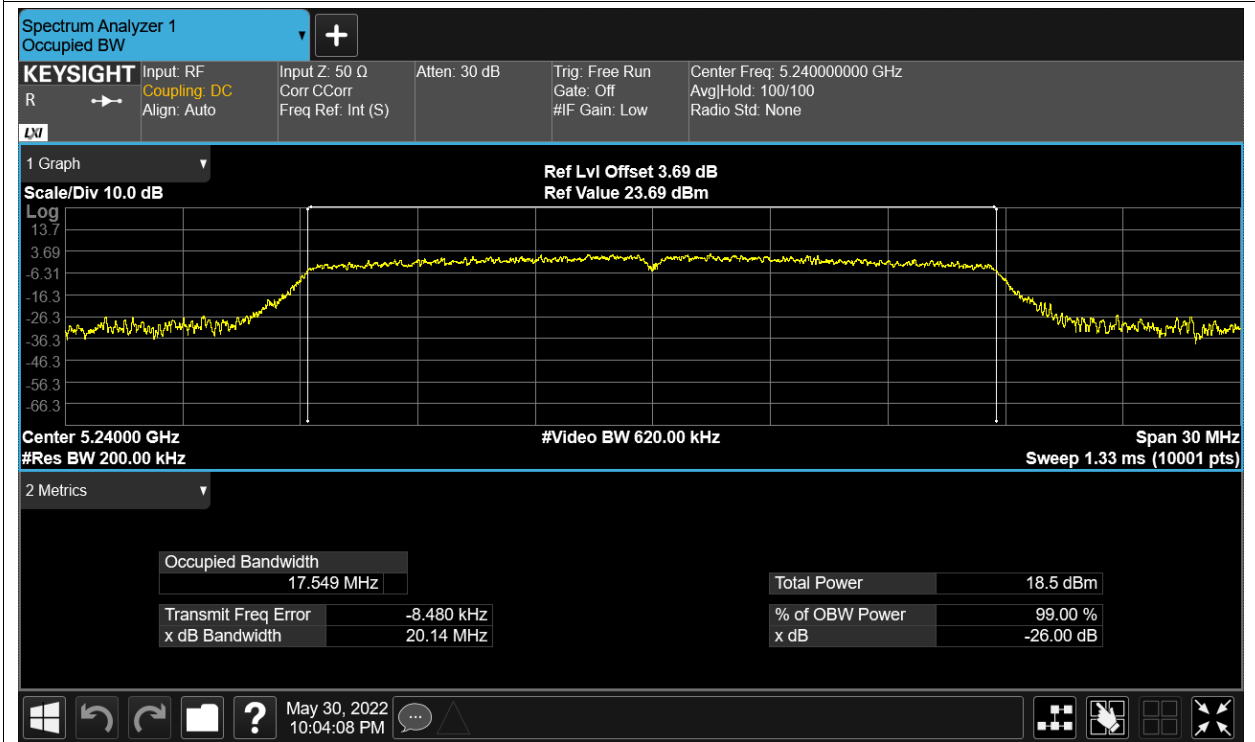 Spectrum Analyzer 1
Occupied BW
KEYSIGHT
R
LXI
Input: RF
Coupling: DC
Align: Auto
Input Z: 50 Ω
Corr CCorr
Freq Ref: Int (S)
Atten: 30 dB
Trig: Free Run
Gate: Off
#IF Gain: Low
Center Freq: 5.240000000 GHz
Avg|Hold: 100/100
Radio Std: None
1 Graph
Scale/Div 10.0 dB
Ref Lvl Offset 3.69 dB
Ref Value 23.69 dBm
Log
13.7
3.69
-6.31
-16.3
-26.3
-36.3
-46.3
-56.3
-66.3
Center 5.24000 GHz
#Video BW 620.00 kHz
Span 30 MHz
#Res BW 200.00 kHz
Sweep 1.33 ms (10001 pts)
2 Metrics
Occupied Bandwidth
17.549 MHz
Transmit Freq Error -8.480 kHz
x dB Bandwidth 20.14 MHz
Total Power 18.5 dBm
% of OBW Power 99.00 %
x dB -26.00 dB
?
May 30, 2022
10:04:08 PM